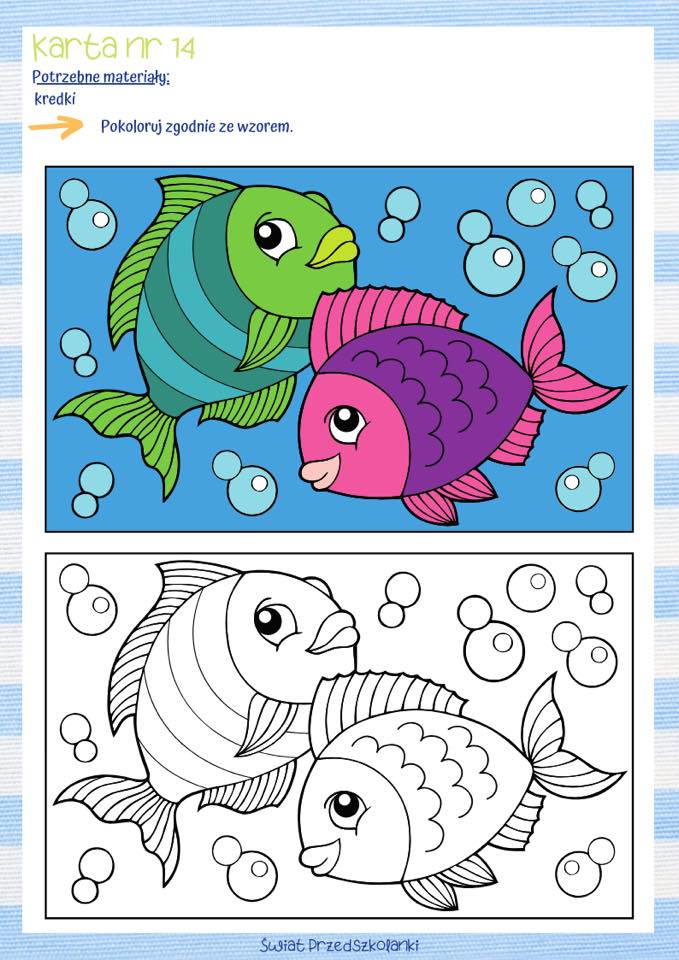 Karta nr 14
Potrzebne materiały:
kredki
Pokoloruj zgodnie ze wzorem.
Świat Przedszkolanki